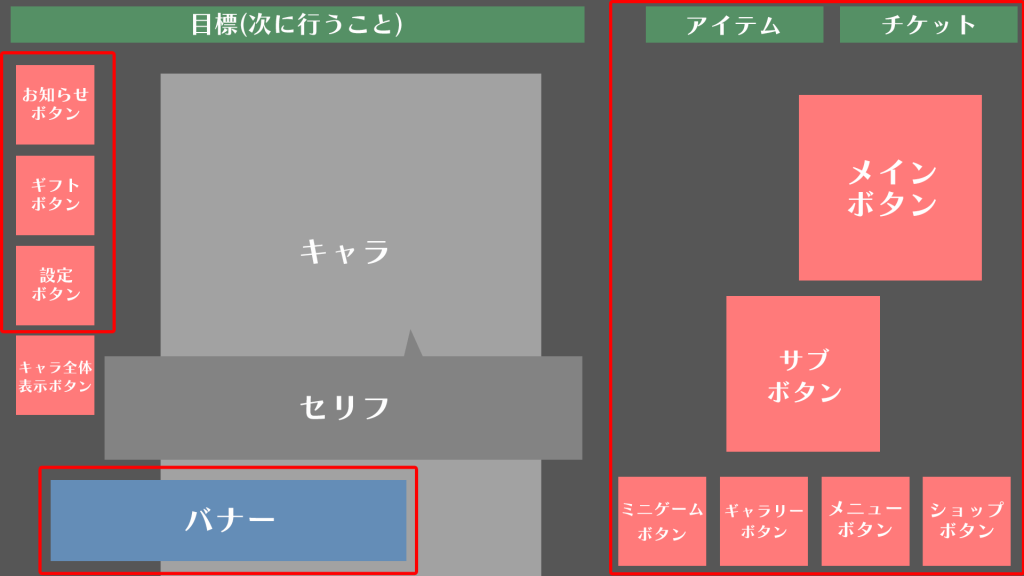 目標(次に行うこと)
アイテム
チケット
お知らせ
ボタン
ギフト
ボタン
設定
ボタン
キャラ全体
表示ボタン
キャラ
セリフ
バナー
メイン
ボタン
サブ
ボタン
ミニゲーム
ボタン
ギャラリー
ボタン
メニュー
ボタン
ショップ
ボタン